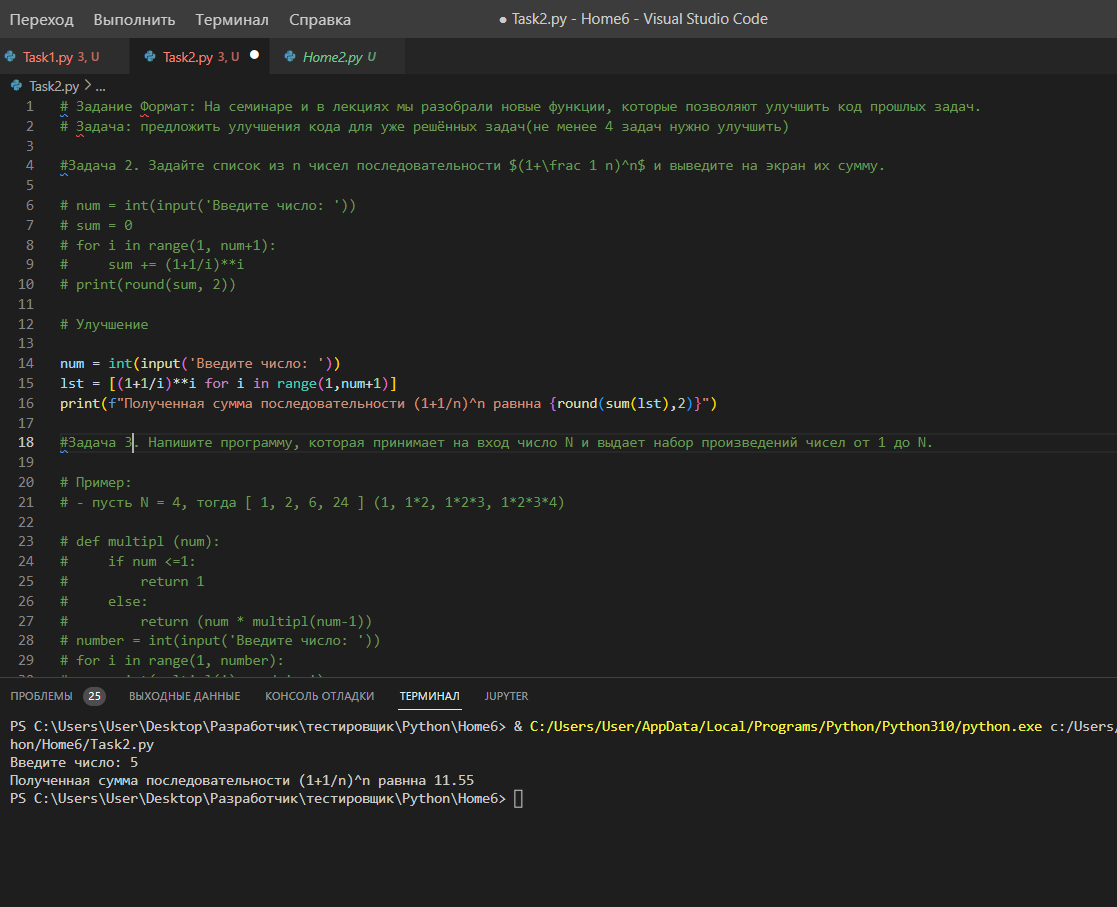 Переход Выполнить Терминал Справка ● Task2.py - Home6 - Visual Studio Code
Task1.py 3, U Task2.py 3, U ● Home2.py U
Task2.py > ...
1 # Задание Формат: На семинаре и в лекциях мы разобрали новые функции, которые позволяют улучшить код прошлых задач.
2 # Задача: предложить улучшения кода для уже решённых задач(не менее 4 задач нужно улучшить)
3
4 #Задача 2. Задайте список из n чисел последовательности $(1+\frac 1 n)^n$ и выведите на экран их сумму.
5
6 # num = int(input('Введите число: '))
7 # sum = 0
8 # for i in range(1, num+1):
9 #     sum += (1+1/i)**i
10 # print(round(sum, 2))
11
12 # Улучшение
13
14 num = int(input('Введите число: '))
15 lst = [(1+1/i)**i for i in range(1,num+1)]
16 print(f"Полученная сумма последовательности (1+1/n)^n равнна {round(sum(lst),2)}")
17
18 #Задача 3. Напишите программу, которая принимает на вход число N и выдает набор произведений чисел от 1 до N.
19
20 # Пример:
21 # - пусть N = 4, тогда [ 1, 2, 6, 24 ] (1, 1*2, 1*2*3, 1*2*3*4)
22
23 # def multipl (num):
24 #     if num <=1:
25 #         return 1
26 #     else:
27 #         return (num * multipl(num-1))
28 # number = int(input('Введите число: '))
29 # for i in range(1, number):
ПРОБЛЕМЫ 25 ВЫХОДНЫЕ ДАННЫЕ КОНСОЛЬ ОТЛАДКИ ТЕРМИНАЛ JUPYTER
PS C:\Users\User\Desktop\Разработчик\тестировщик\Python\Home6> & C:/Users/User/AppData/Local/Programs/Python/Python310/python.exe c:/Users/
hon/Home6/Task2.py
Введите число: 5
Полученная сумма последовательности (1+1/n)^n равнна 11.55
PS C:\Users\User\Desktop\Разработчик\тестировщик\Python\Home6>